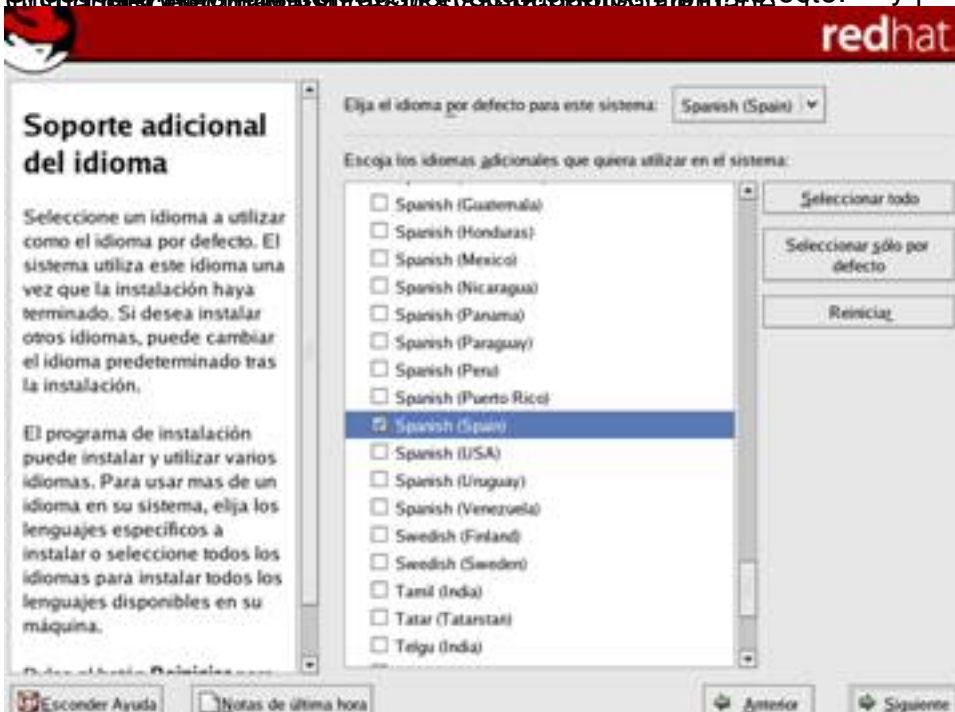 redhat.
Soporte adicional
del idioma
Seleccione un idioma a utilizar
como el idioma por defecto. El
sistema utiliza este idioma una
vez que la instalación haya
terminado. Si desea instalar
otros idiomas, puede cambiar
el idioma predeterminado tras
la instalación.
El programa de instalación
puede instalar y utilizar varios
idiomas. Para usar mas de un
idioma en su sistema, elija los
lenguajes específicos a
instalar o seleccione todos los
idiomas para instalar todos los
lenguajes disponibles en su
máquina.
Elija el idioma por defecto para este sistema: Spanish (Spain)
Escoja los idiomas adicionales que quiera utilizar en el sistema:
Spanish (Guatemala)
Spanish (Honduras)
Spanish (Mexico)
Spanish (Nicaragua)
Spanish (Panama)
Spanish (Paraguay)
Spanish (Peru)
Spanish (Puerto Rico)
Spanish (Spain)
Spanish (USA)
Spanish (Uruguay)
Spanish (Venezuela)
Swedish (Finland)
Swedish (Sweden)
Tamil (India)
Tatar (Tatarstan)
Telgu (India)
Seleccionar todo
Seleccionar sólo por
defecto
Reiniciar
Esconder Ayuda
Notas de última hora
Anterior
Siguiente